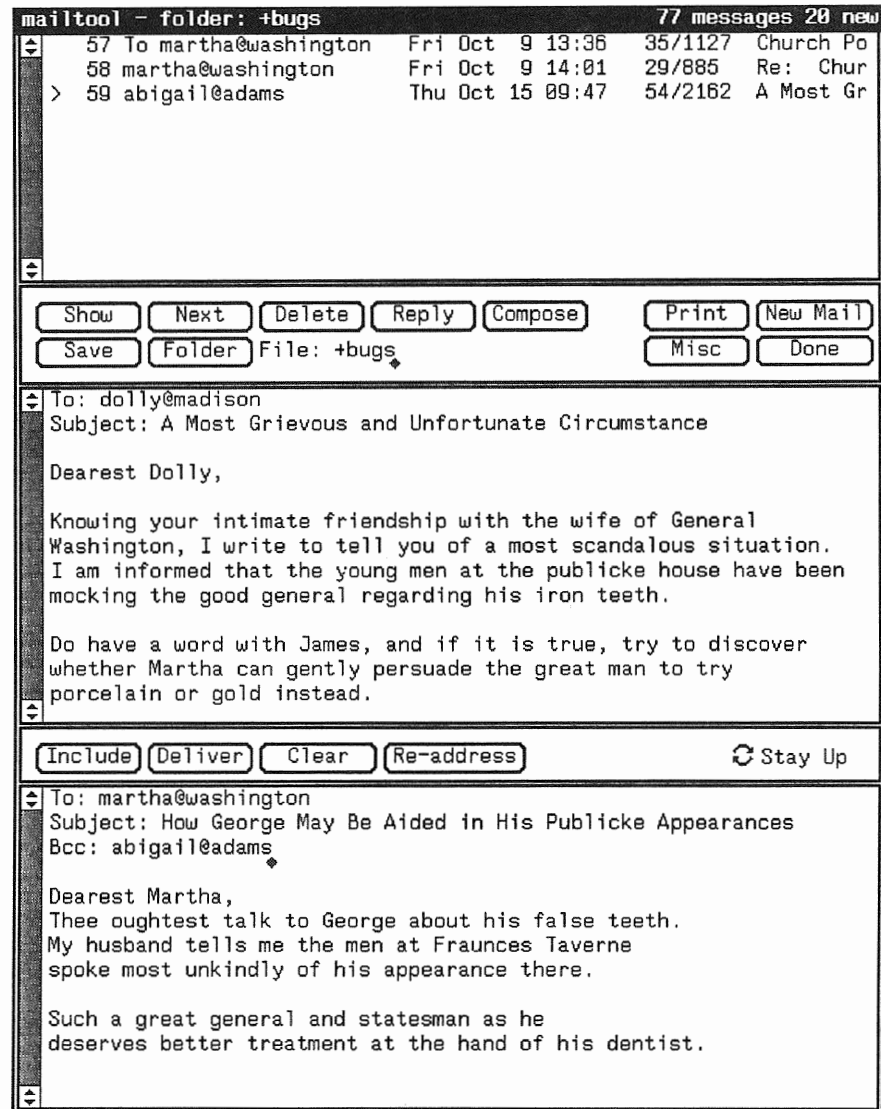 mailtool - folder: +bugs 77 messages 20 new
57 To martha@washington Fri Oct 9 13:36 35/1127 Church Po
58 martha@washington Fri Oct 9 14:01 29/885 Re: Chur
> 59 abigail@adams Thu Oct 15 09:47 54/2162 A Most Gr
Show Next Delete Reply Compose Print New Mail
Save Folder File: +bugs Misc Done
To: dolly@madison
Subject: A Most Grievous and Unfortunate Circumstance
Dearest Dolly,
Knowing your intimate friendship with the wife of General
Washington, I write to tell you of a most scandalous situation.
I am informed that the young men at the publicke house have been
mocking the good general regarding his iron teeth.
Do have a word with James, and if it is true, try to discover
whether Martha can gently persuade the great man to try
porcelain or gold instead.
Include Deliver Clear Re-address Stay Up
To: martha@washington
Subject: How George May Be Aided in His Publicke Appearances
Bcc: abigail@adams
Dearest Martha,
Thee oughtest talk to George about his false teeth.
My husband tells me the men at Fraunces Taverne
spoke most unkindly of his appearance there.
Such a great general and statesman as he
deserves better treatment at the hand of his dentist.